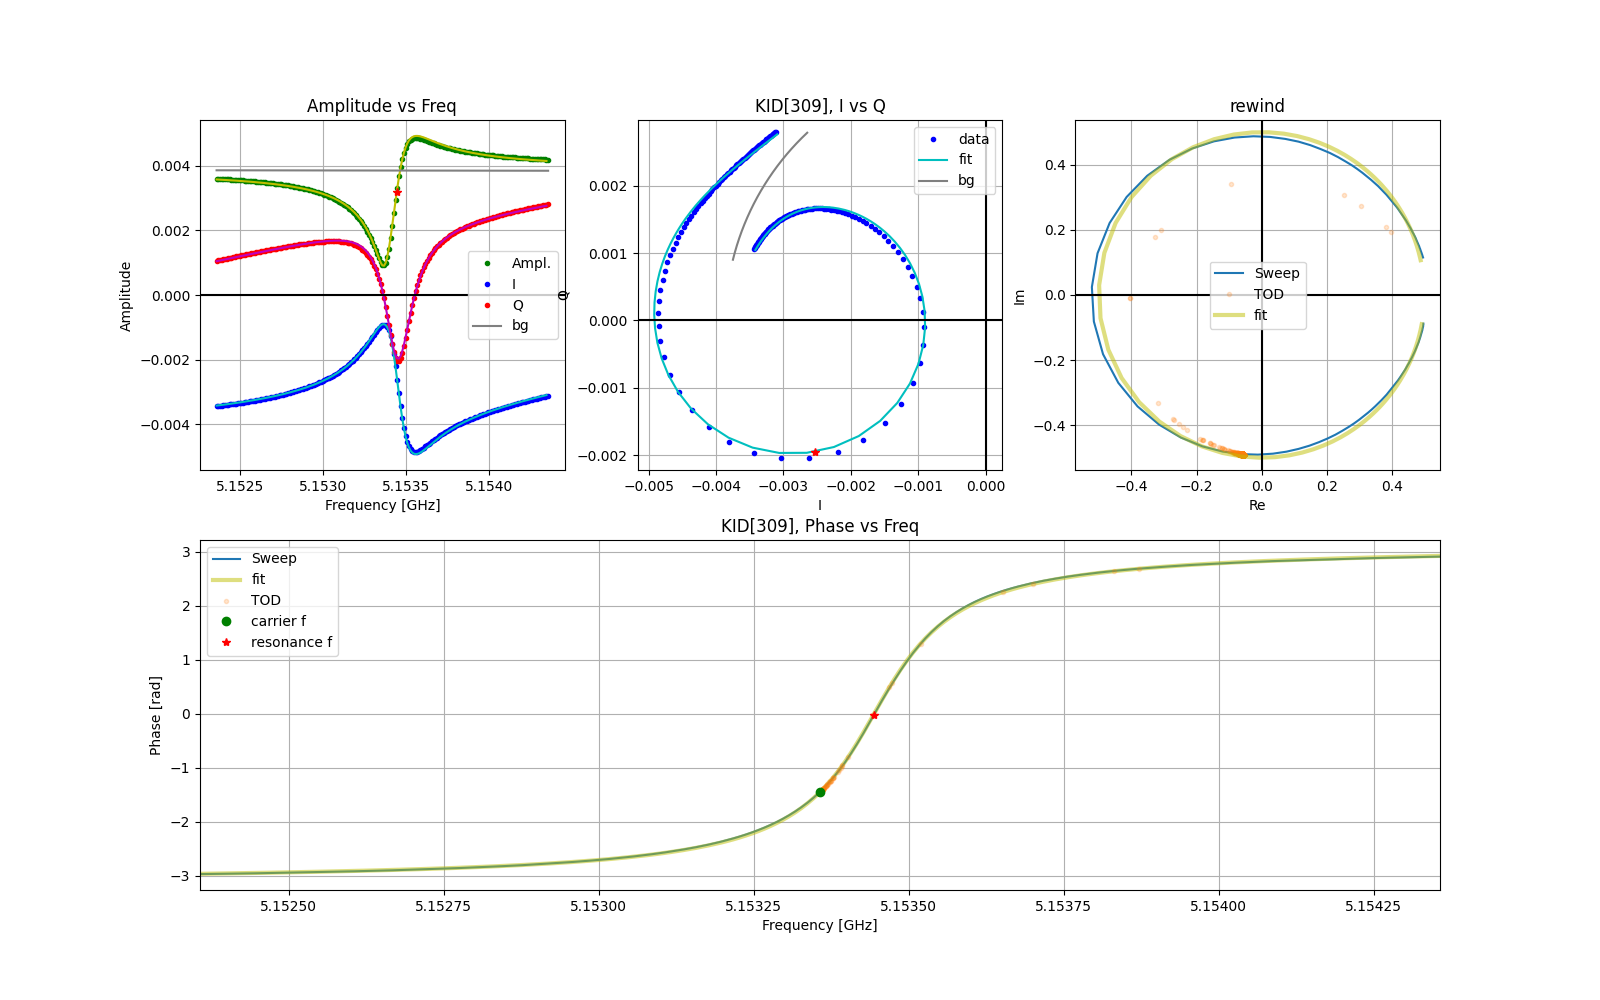 Amplitude vs Freq
Amplitude
0.004
0.002
0.000
−0.002
−0.004
5.1525
5.1530
5.1535
5.1540
Frequency [GHz]
Ampl.
I
Q
bg
KID[309], I vs Q
Q
0.002
0.001
0.000
−0.001
−0.002
−0.005
−0.004
−0.003
−0.002
−0.001
0.000
I
data
fit
bg
rewind
Im
0.4
0.2
0.0
−0.2
−0.4
−0.4
−0.2
0.0
0.2
0.4
Re
Sweep
TOD
fit
KID[309], Phase vs Freq
Phase [rad]
3
2
1
0
−1
−2
−3
5.15250
5.15275
5.15300
5.15325
5.15350
5.15375
5.15400
5.15425
Frequency [GHz]
Sweep
fit
TOD
carrier f
resonance f